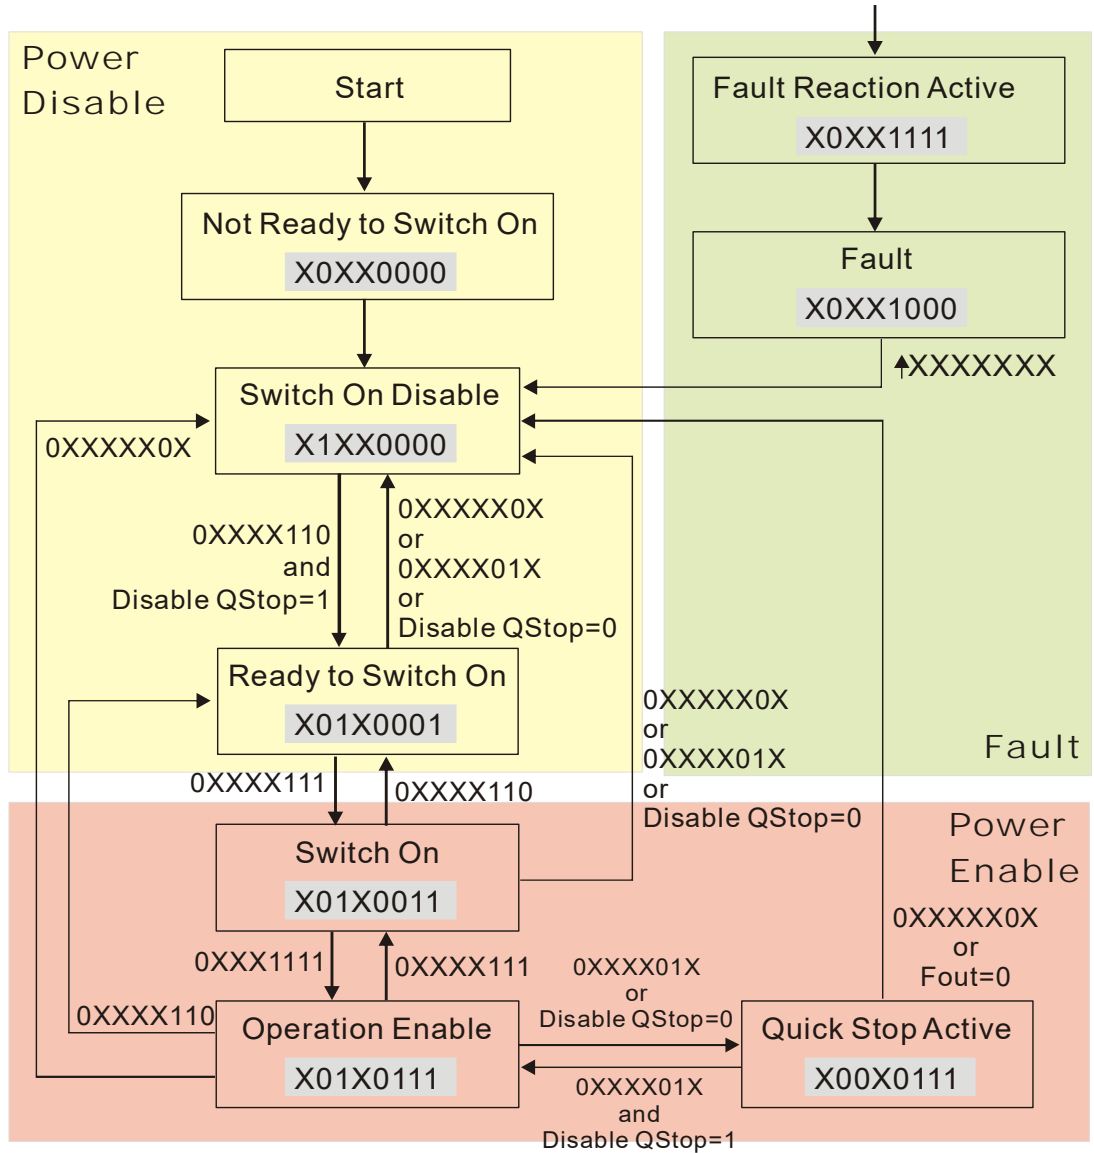 Power
Disable
Start
Not Ready to Switch On
X0XX0000
Switch On Disable
X1XX0000
0XXXXX0X
0XXXX110
and
Disable QStop=1
0XXXXX0X
or
0XXXX01X
or
Disable QStop=0
Ready to Switch On
X01X0001
Fault Reaction Active
X0XX1111
Fault
X0XX1000
XXXXXXX
Fault
0XXXXX0X
or
0XXXX01X
or
Disable QStop=0
0XXXX111
0XXXX110
Power
Enable
Switch On
X01X0011
0XXX1111
0XXXX111
0XXXX110
Operation Enable
X01X0111
0XXXX01X
or
Disable QStop=0
0XXXX01X
and
Disable QStop=1
0XXXXX0X
or
Fout=0
Quick Stop Active
X00X0111